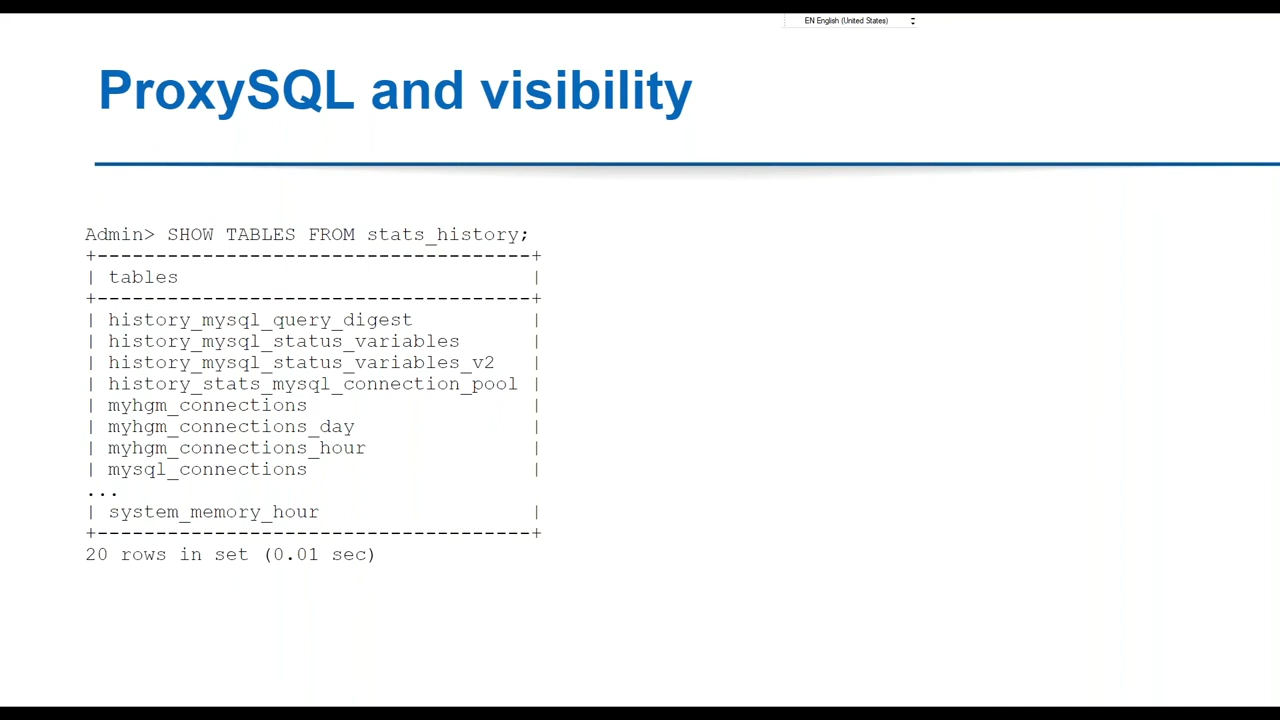 EN English (United States)
ProxySQL and visibility
Admin> SHOW TABLES FROM stats_history;
+-------------------------------------+
| tables                              |
+-------------------------------------+
| history_mysql_query_digest          |
| history_mysql_status_variables      |
| history_mysql_status_variables_v2   |
| history_stats_mysql_connection_pool |
| myhgm_connections                   |
| myhgm_connections_day               |
| myhgm_connections_hour              |
| mysql_connections                   |
...
| system_memory_hour                  |
+-------------------------------------+
20 rows in set (0.01 sec)